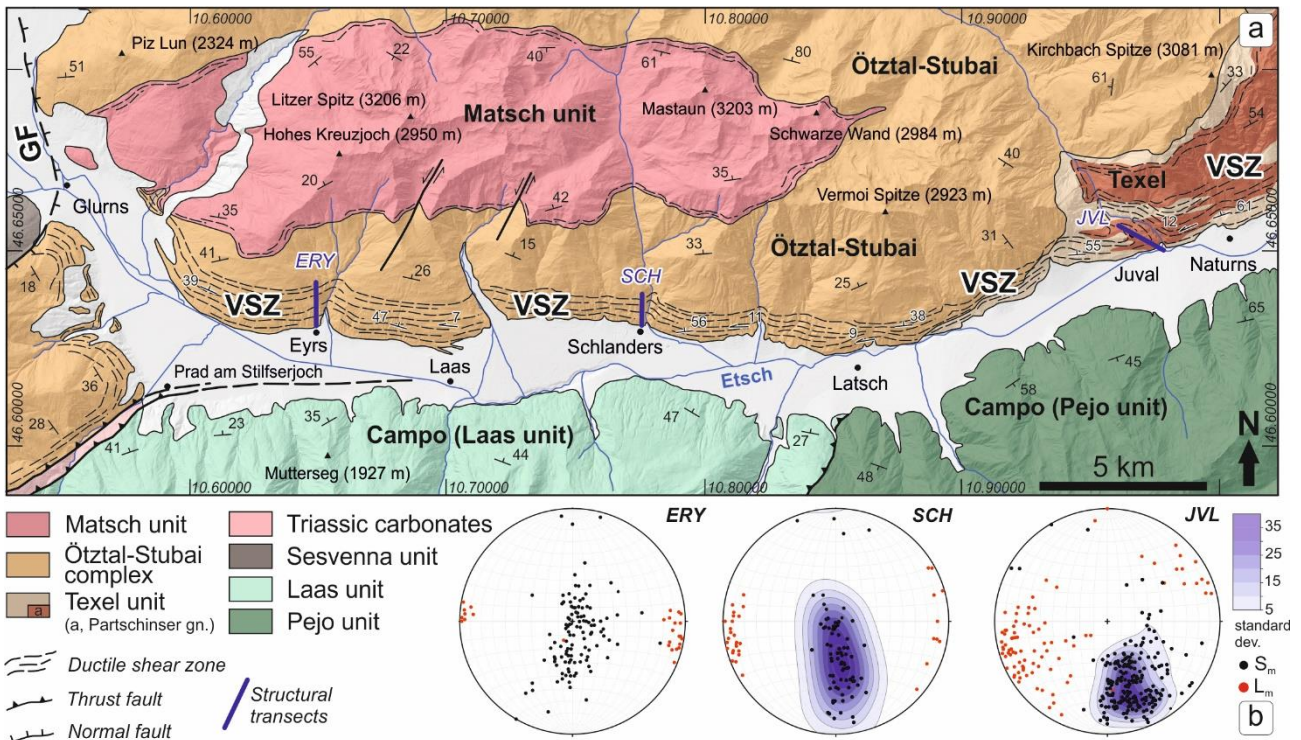 10.60000
10.70000
10.80000
10.90000
a
Piz Lun (2324 m)
51
55
22
40
61
80
Ötztal-Stubai
Kirchbach Spitze (3081 m)
61
33
54
Litzer Spitz (3206 m)
Matsch unit
Mastaun (3203 m)
Hohes Kreuzjoch (2950 m)
Schwarze Wand (2984 m)
GF
20
40
Texel
VSZ
Glurns
35
42
35
Vermoi Spitze (2923 m)
JVL
12
61
46.65000
46.65000
41
ERY
15
33
Ötztal-Stubai
31
55
Juval
Naturns
18
39
26
SCH
25
VSZ
VSZ
VSZ
47
7
56
11
9
38
65
Eyrs
Laas
Schlanders
Prad am Stilfserjoch
Etsch
Latsch
45
36
58
28
41
23
35
Campo (Laas unit)
47
27
Campo (Pejo unit)
46.60000
46.60000
N
Mutterseg (1927 m)
44
48
5 km
10.60000
10.70000
10.80000
10.90000
Matsch unit
Ötztal-Stubai
complex
Texel unit
a
(a, Partschinser gn.)
Triassic carbonates
Sesvenna unit
Laas unit
Pejo unit
Ductile shear zone
Thrust fault
Normal fault
Structural
transects
ERY
SCH
JVL
35
25
15
5
standard
dev.
Sm
Lm
b